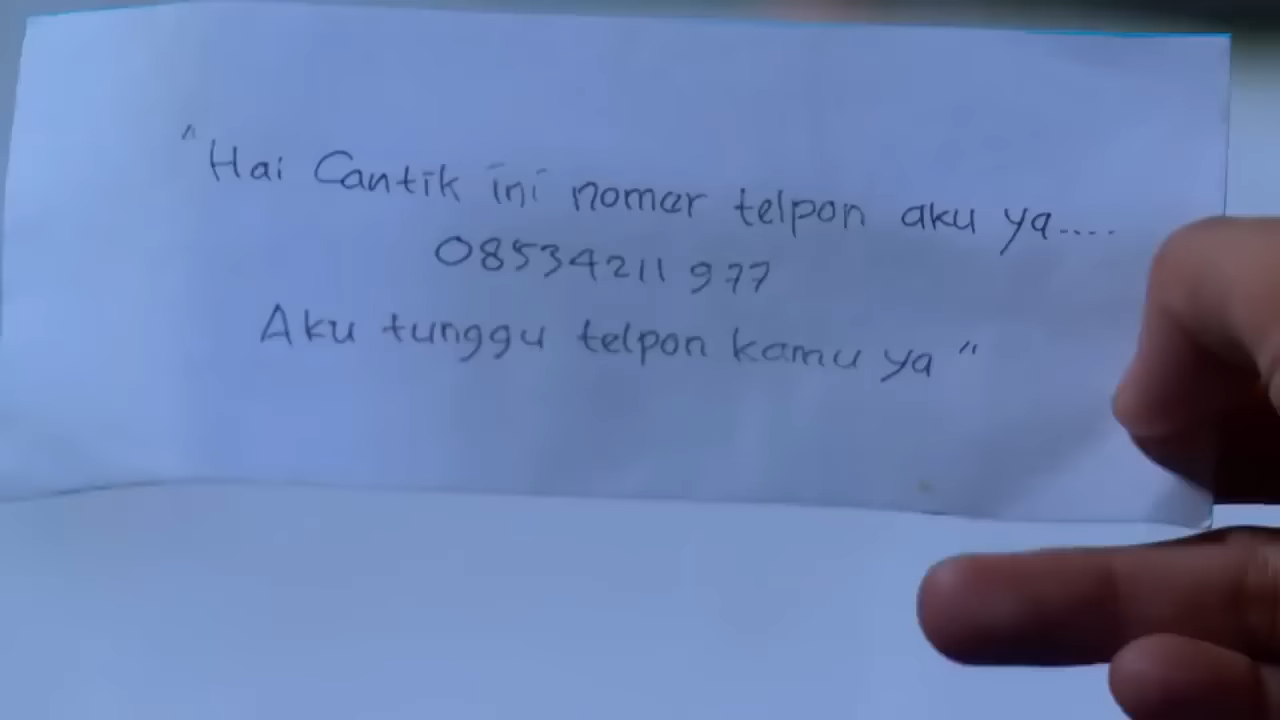 "Hai Cantik ini nomer telpon aku ya....
08534211 977
Aku tunggu telpon kamu ya"